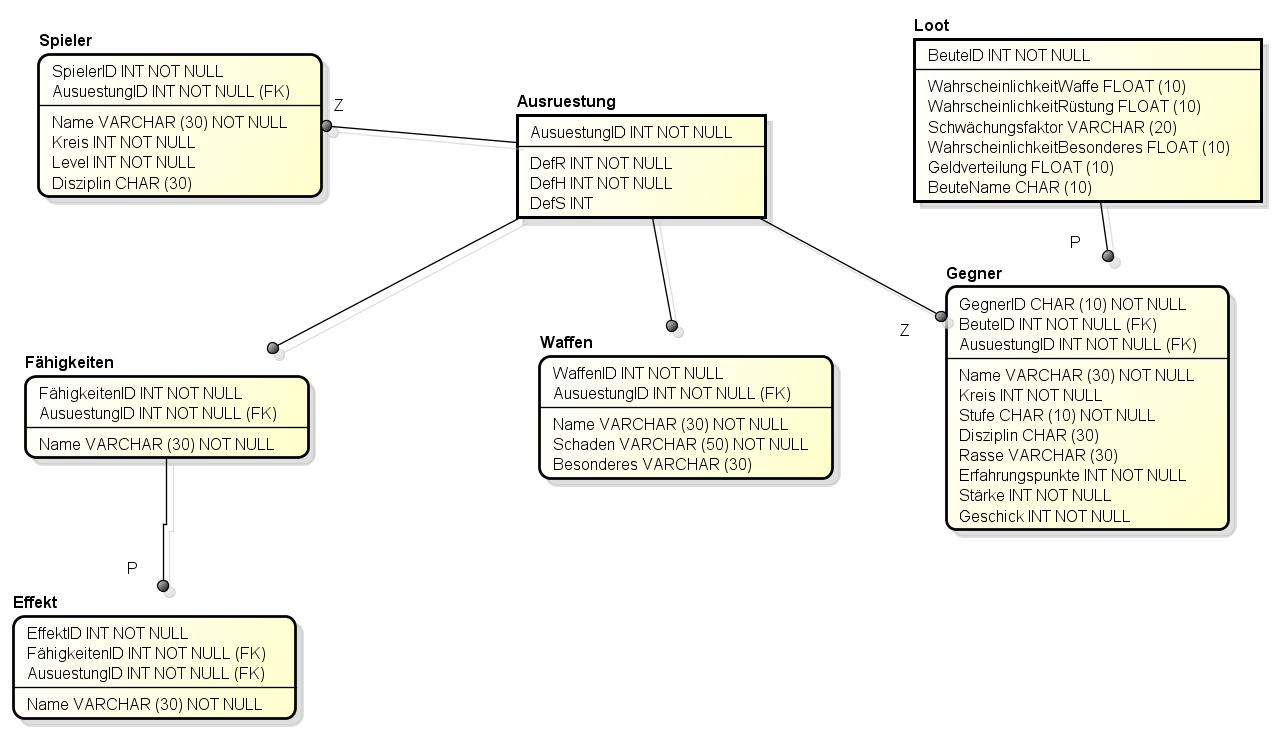 Spieler
SpielerID INT NOT NULL
AusuestungID INT NOT NULL (FK)
Name VARCHAR (30) NOT NULL
Kreis INT NOT NULL
Level INT NOT NULL
Disziplin CHAR (30)
Z
Ausruestung
AusuestungID INT NOT NULL
DefR INT NOT NULL
DefH INT NOT NULL
DefS INT
Loot
BeuteID INT NOT NULL
WahrscheinlichkeitWaffe FLOAT (10)
WahrscheinlichkeitRüstung FLOAT (10)
Schwächungsfaktor VARCHAR (20)
WahrscheinlichkeitBesonderes FLOAT (10)
Geldverteilung FLOAT (10)
BeuteName CHAR (10)
P
Gegner
GegnerID CHAR (10) NOT NULL
BeuteID INT NOT NULL (FK)
AusuestungID INT NOT NULL (FK)
Name VARCHAR (30) NOT NULL
Kreis INT NOT NULL
Stufe CHAR (10) NOT NULL
Disziplin CHAR (30)
Rasse VARCHAR (30)
Erfahrungspunkte INT NOT NULL
Stärke INT NOT NULL
Geschick INT NOT NULL
Z
Waffen
WaffenID INT NOT NULL
AusuestungID INT NOT NULL (FK)
Name VARCHAR (30) NOT NULL
Schaden VARCHAR (50) NOT NULL
Besonderes VARCHAR (30)
Fähigkeiten
FähigkeitenID INT NOT NULL
AusuestungID INT NOT NULL (FK)
Name VARCHAR (30) NOT NULL
P
Effekt
EffektID INT NOT NULL
FähigkeitenID INT NOT NULL (FK)
AusuestungID INT NOT NULL (FK)
Name VARCHAR (30) NOT NULL